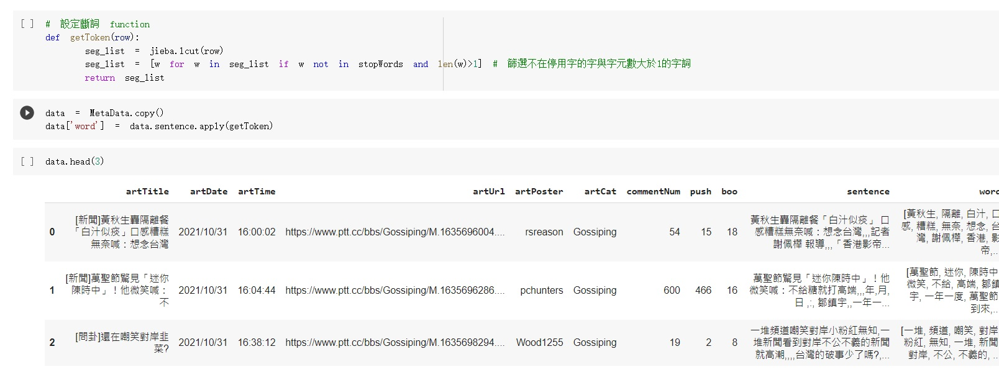 [ ] # 設定斷詞 function
def getToken(row):
seg_list = jieba.lcut(row)
seg_list = [w for w in seg_list if w not in stopWords and len(w)>1] # 篩選不在停用字的字與字元數大於1的字詞
return seg_list
data = MetaData.copy()
data['word'] = data.sentence.apply(getToken)
[ ] data.head(3)
artTitle artDate artTime artUrl artPoster artCat commentNum push boo sentence word
0 [新聞]黃秋生轟隔離餐「白汁似痰」口感糟糕無奈喊：想念台灣 2021/10/31 16:00:02 https://www.ptt.cc/bbs/Gossiping/M.1635696004.... rsreason Gossiping 54 15 18 黃秋生轟隔離餐「白汁似痰」 口感糟糕無奈喊：想念台灣,,,記者謝佩樺 報導,,,「香港影帝... [黃秋生, 隔離, 白汁, 口感, 糟糕, 無奈, 想念, 台灣, 謝佩樺, 香港, 影帝,...
1 [新聞]萬聖節驚見「迷你陳時中」！他微笑喊：不 2021/10/31 16:04:44 https://www.ptt.cc/bbs/Gossiping/M.1635696286.... pchunters Gossiping 600 466 16 萬聖節驚見「迷你陳時中」！他微笑喊：不給糖就打高端,,,年,月,日 ,:, 鄒鎮宇,,一年一... [萬聖節, 迷你, 陳時中 微笑, 不給, 高端, 鄒鎮宇, 一年一度, 萬聖節 到來,...
2 [問卦]還在嘲笑對岸韭菜? 2021/10/31 16:38:12 https://www.ptt.cc/bbs/Gossiping/M.1635698294.... Wood1255 Gossiping 19 2 8 一堆頻道嘲笑對岸小粉紅無知,一堆新聞看到對岸不公不義的新聞就高潮,,,,台灣的破事少了嗎?,... [一堆, 頻道, 嘲笑, 對岸 粉紅, 無知, 一堆, 新聞 對岸, 不公, 不義的, ...